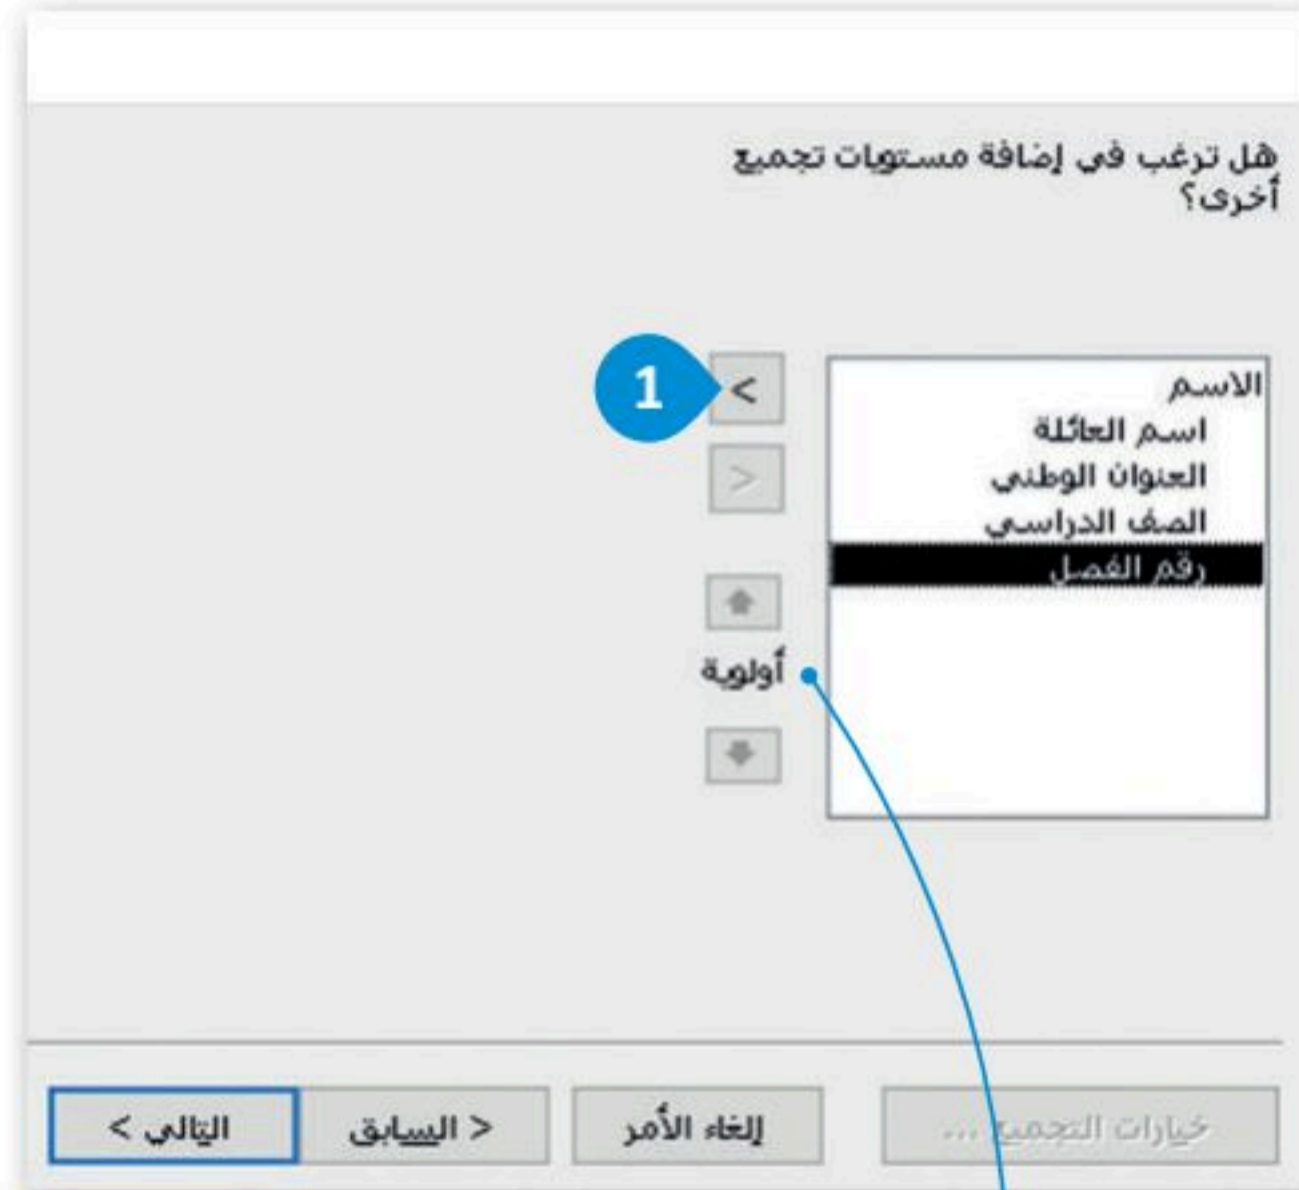 هل ترغب في إضافة مستويات تجميع
أخرى؟
الاسم
اسم العائلة
العنوان الوطني
الصف الدراسي
رقم الفصل
1
>
<
أولوية
خيارات التجميع ...
إلغاء الأمر
< السابق
التالي >